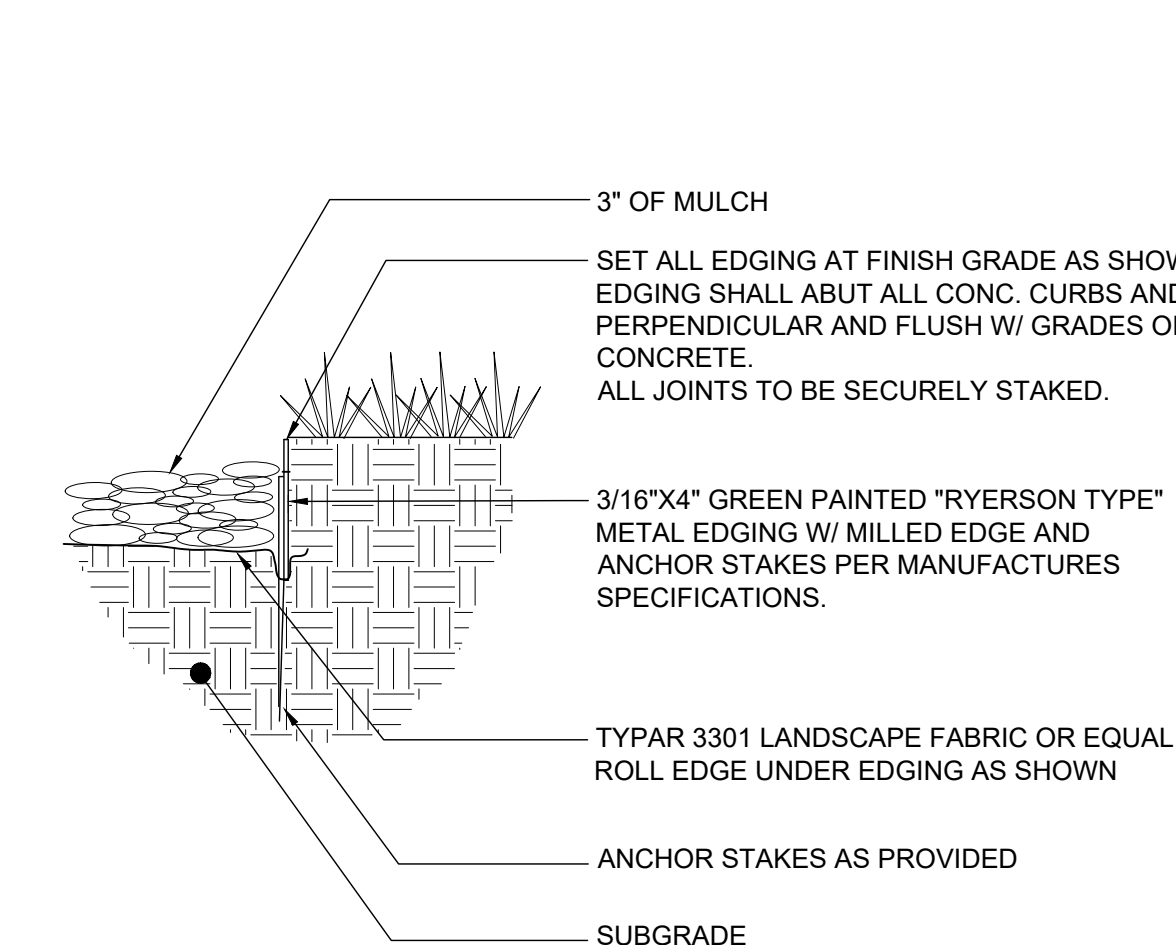 3" OF MULCH
SET ALL EDGING AT FINISH GRADE AS
EDGING SHALL ABUT ALL CONC. CURBS AND
PERPENDICULAR AND FLUSH W/ GRADES
CONCRETE.
ALL JOINTS TO BE SECURELY STAKED.
3/16"X4" GREEN PAINTED "RYERSON TYPE"
METAL EDGING W/ MILLED EDGE AND
ANCHOR STAKES PER MANUFACTURES
SPECIFICATIONS.
TYPAR 3301 LANDSCAPE FABRIC OR EQUAL
ROLL EDGE UNDER EDGING AS SHOWN
ANCHOR STAKES AS PROVIDED
SUBGRADE